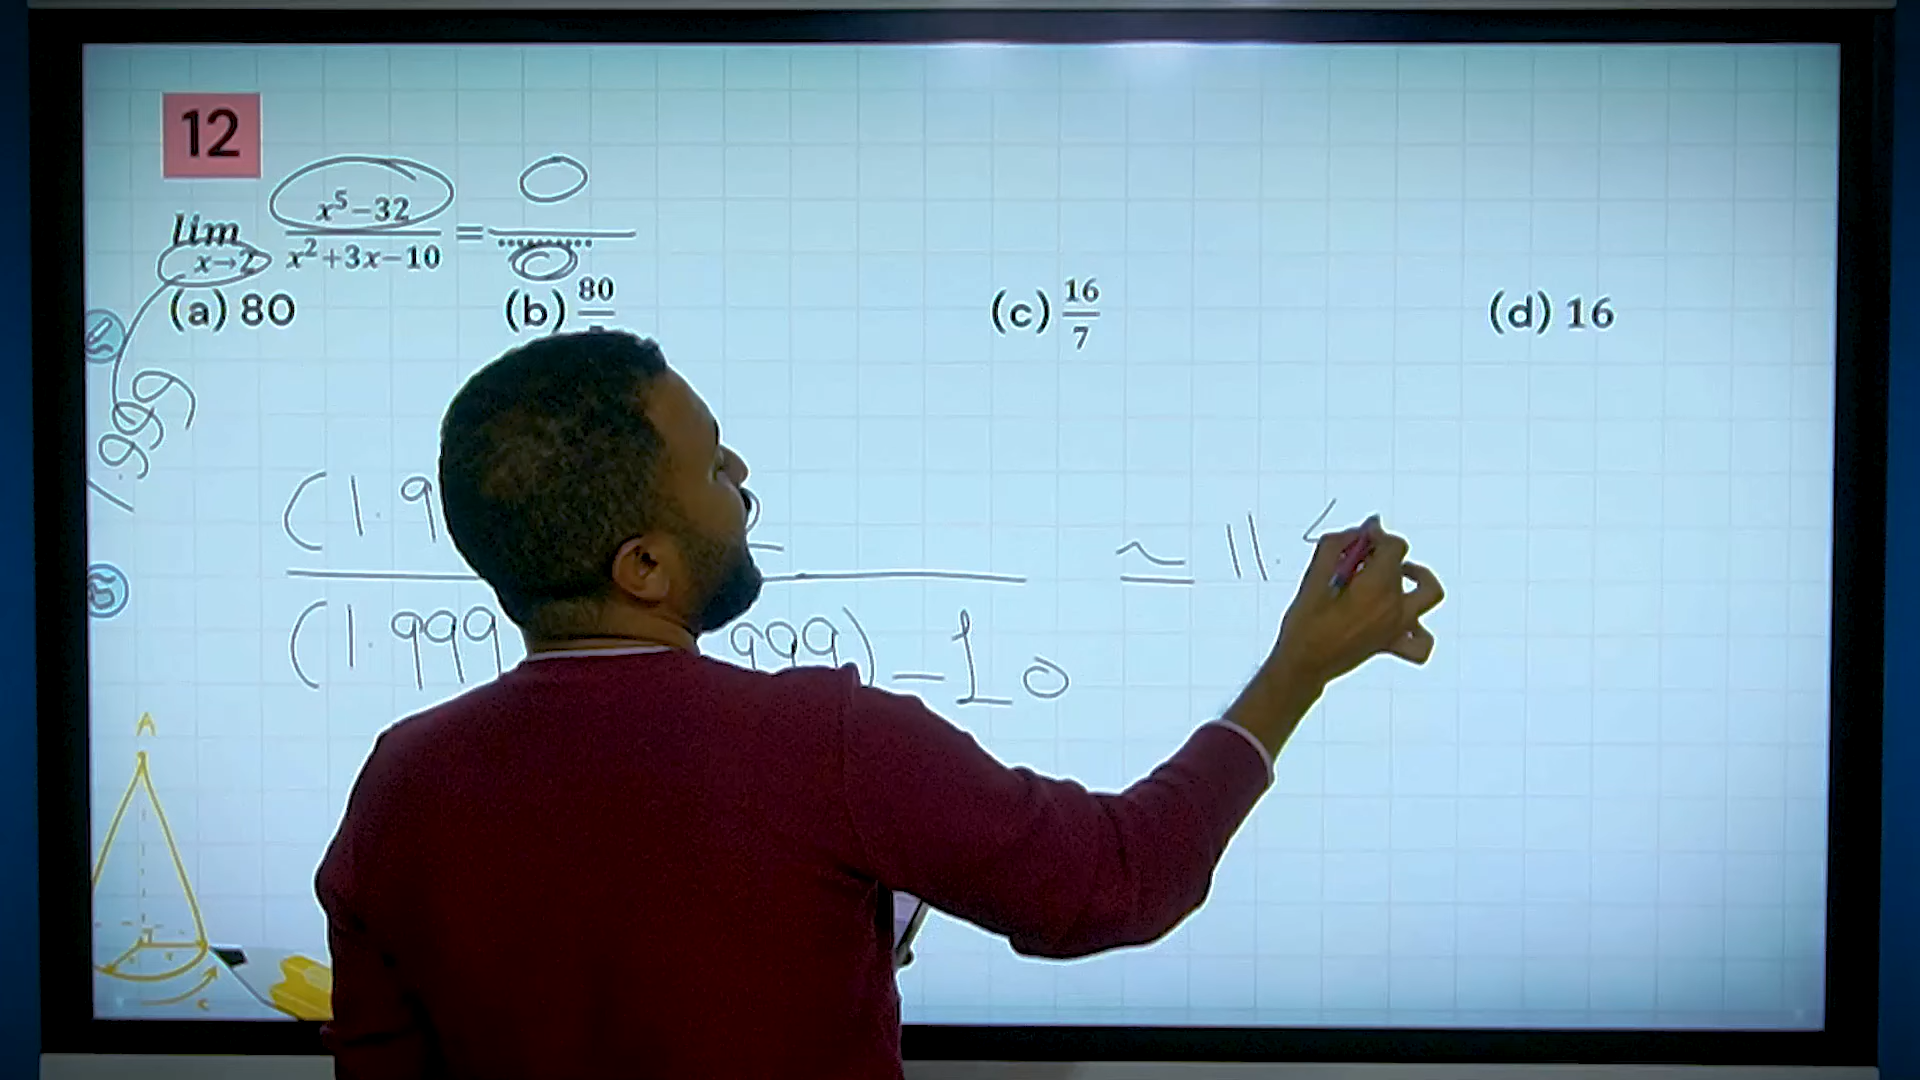 12
lim x→2 x⁵−32 / x²+3x−10 = 0 / 0
(a) 80 (b) 80 (c) 16/7 (d) 16
1.999
(1.9
(1.999 999) − 10 ≃ 11.
A